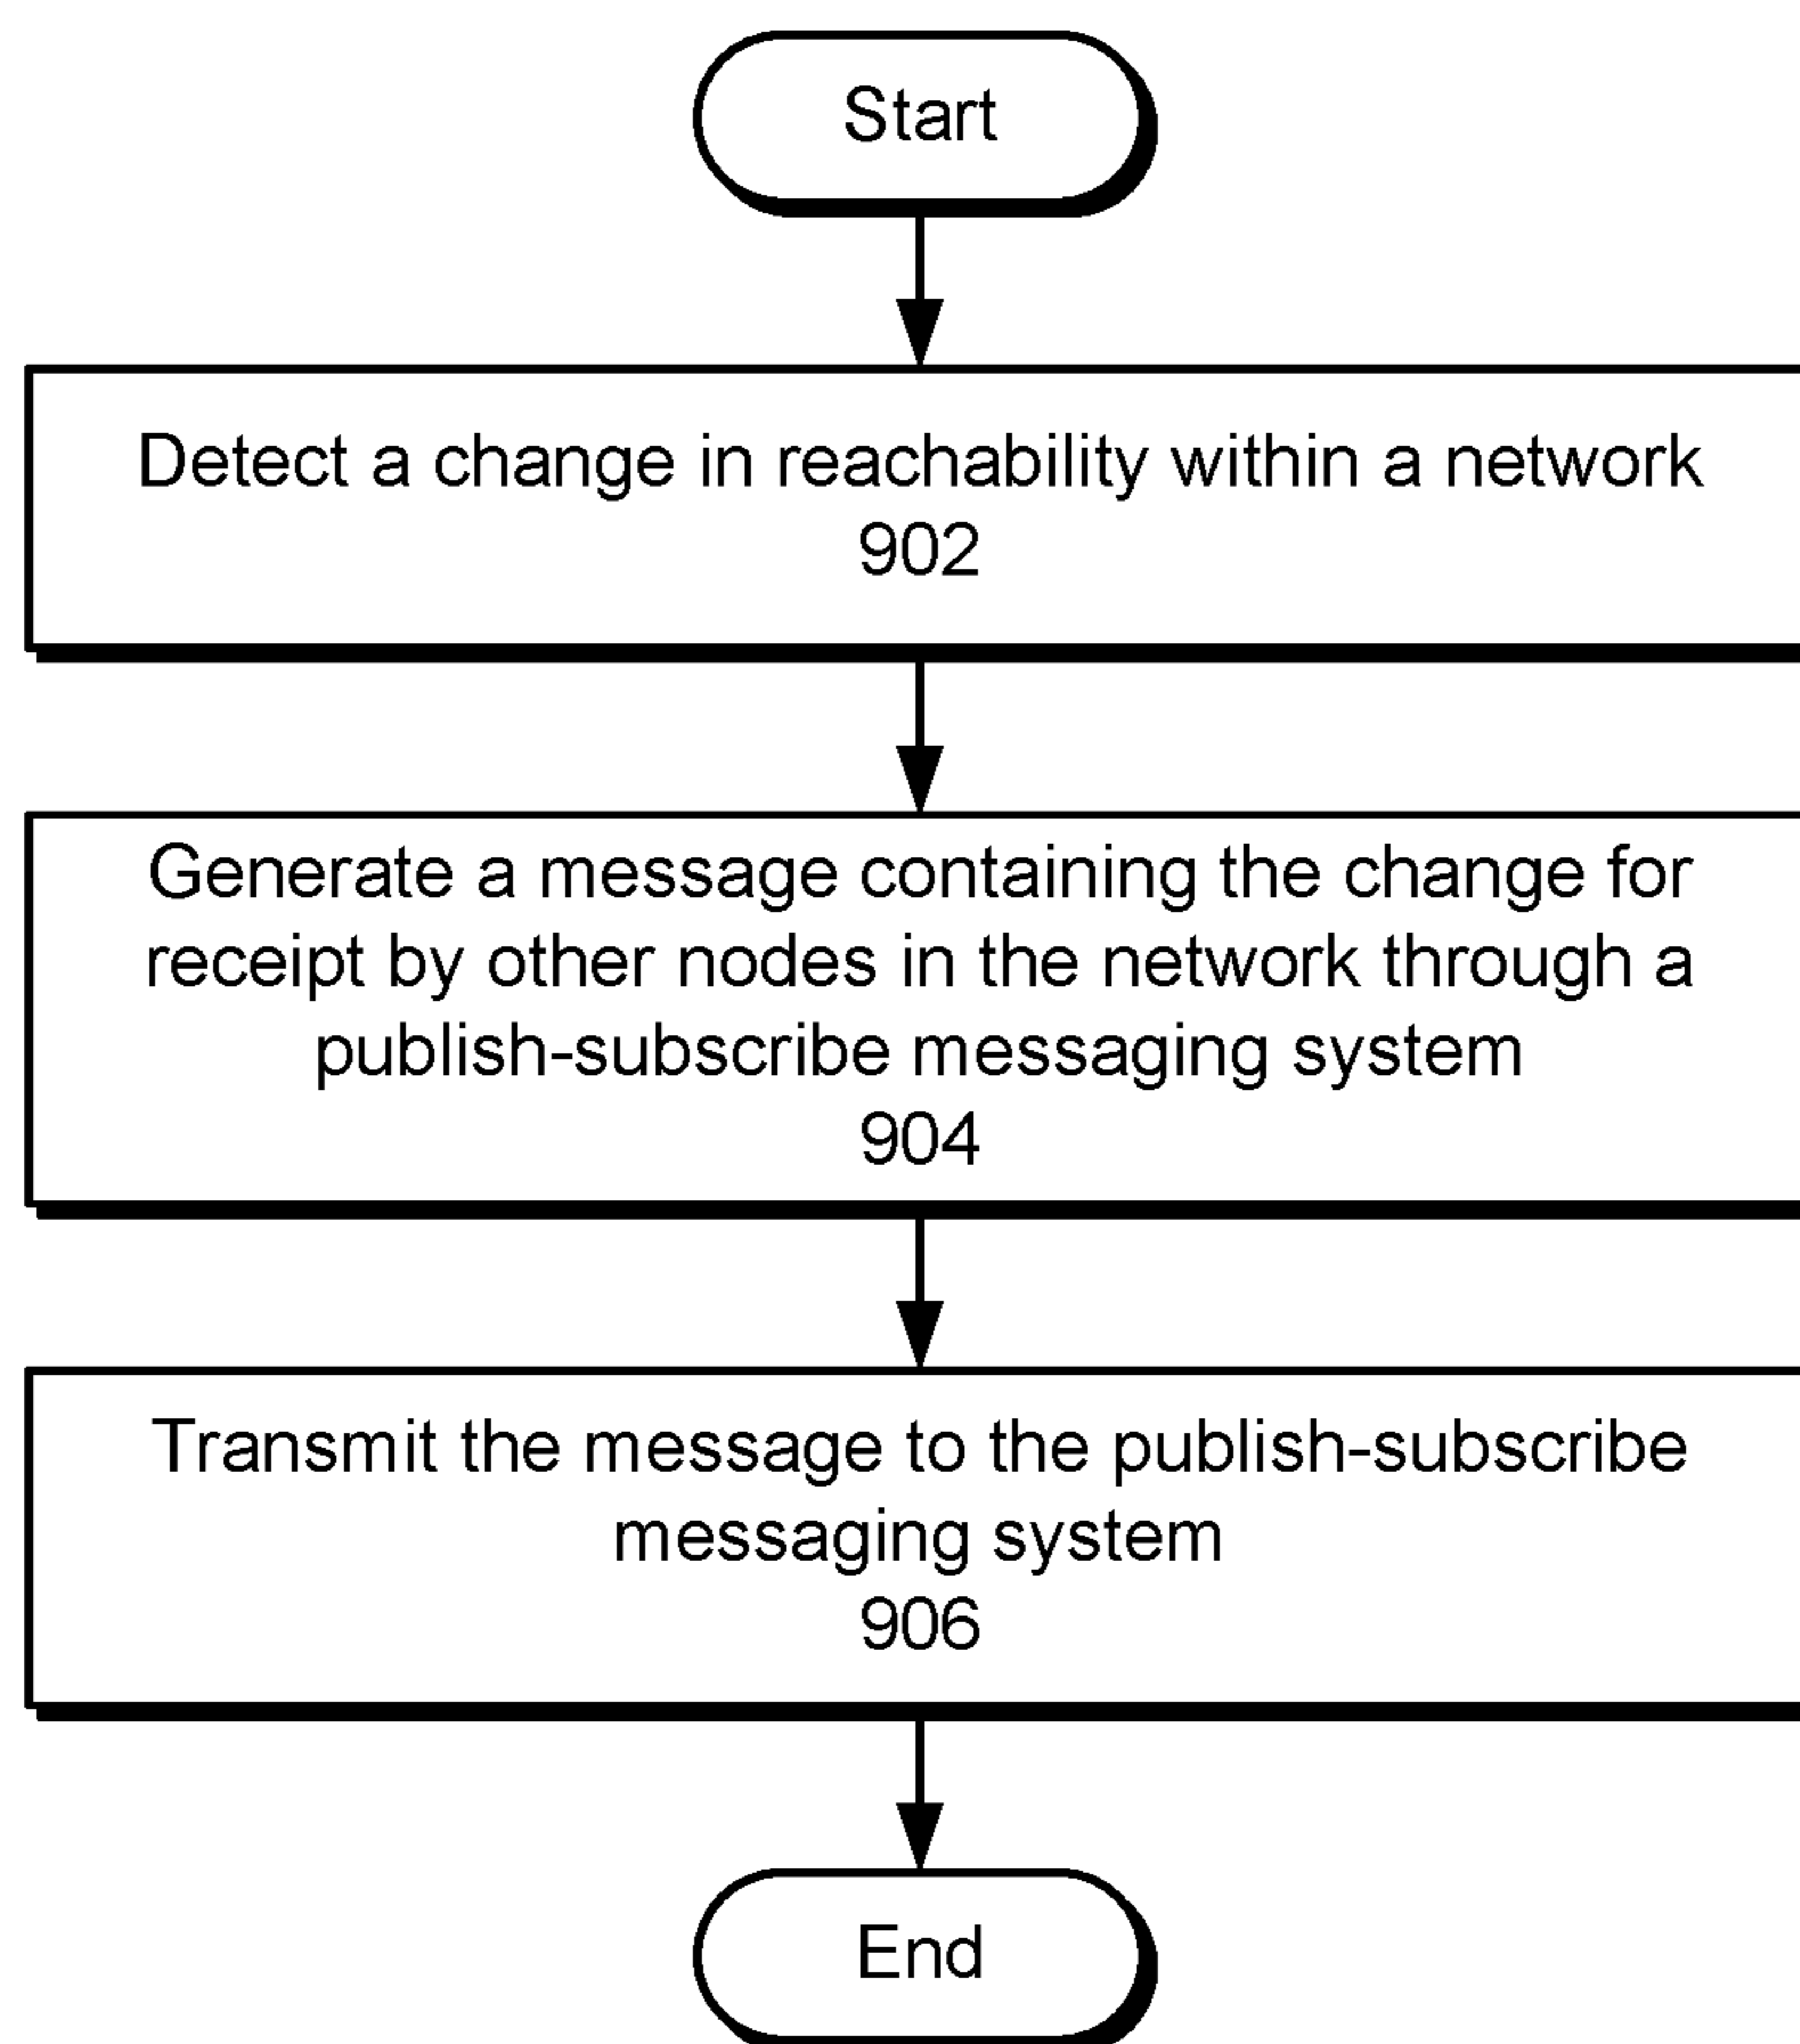 Start
Detect a change in reachability within a network
902
Generate a message containing the change for
receipt by other nodes in the network through a
publish-subscribe messaging system
904
Transmit the message to the publish-subscribe
messaging system
906
End